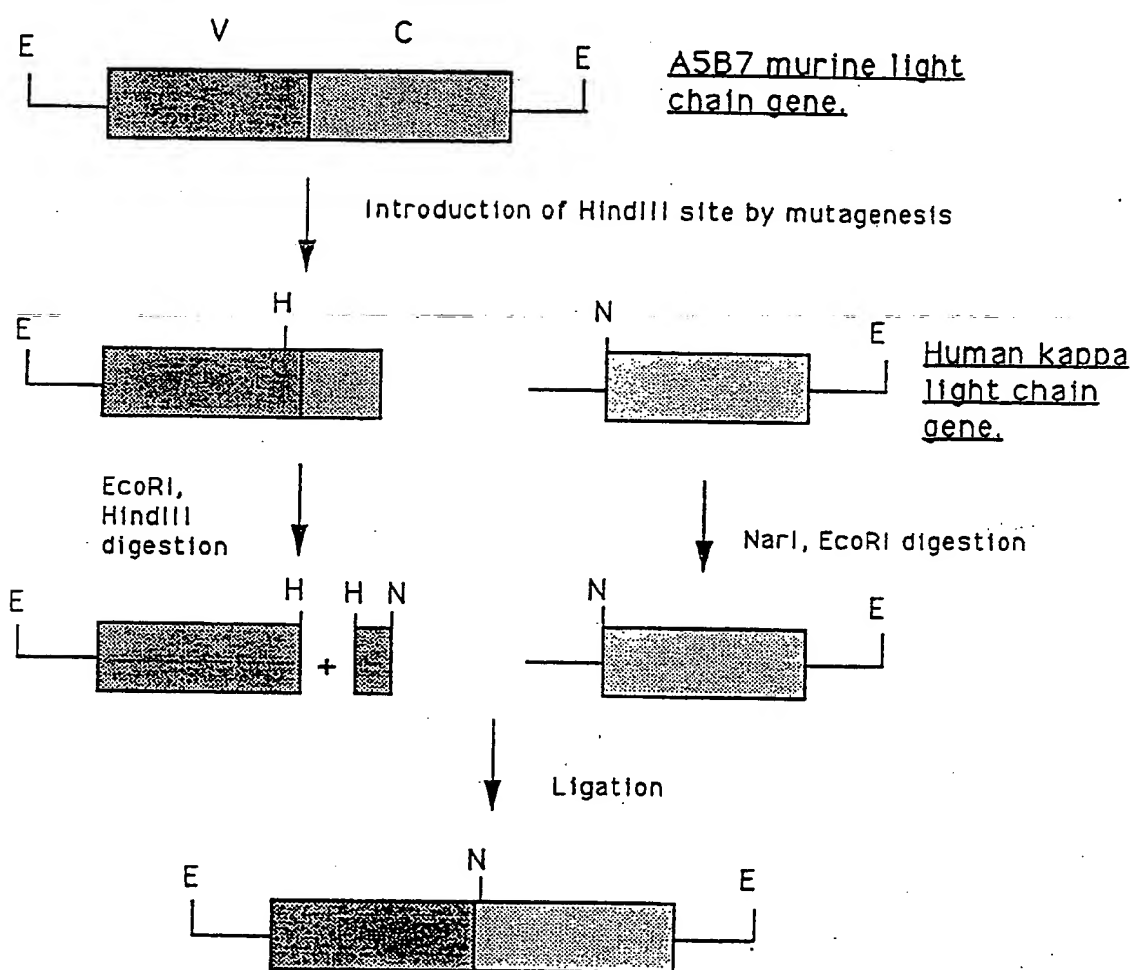 V C
E E
A5B7 murine light
chain gene.
Introduction of HindIII site by mutagenesis
H
E
N
E
Human kappa
light chain
gene.
EcoRI,
HindIII
digestion
NarI, EcoRI digestion
E H H N
+
N E
Ligation
E N E